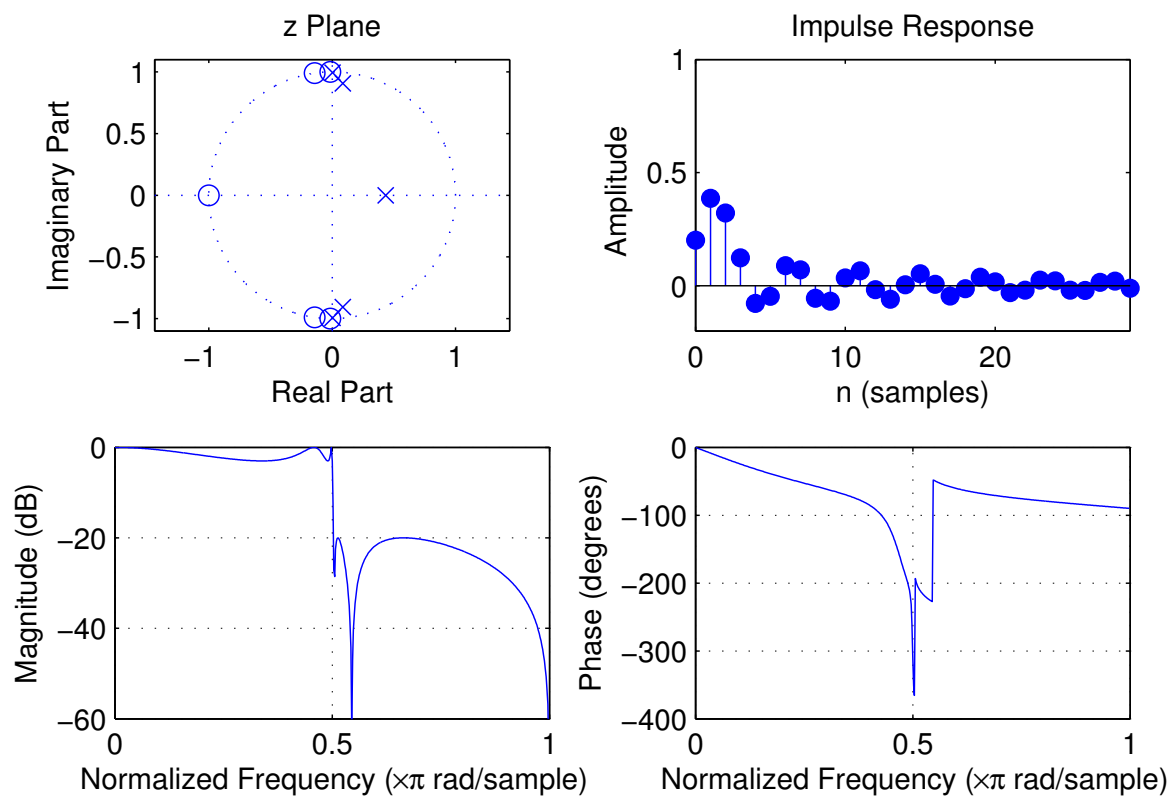 z Plane
1
0.5
0
−0.5
−1
−1
0
1
Imaginary Part
Real Part
Impulse Response
1
0.5
0
0
10
20
Amplitude
n (samples)
0
−20
−40
−60
0
0.5
1
Magnitude (dB)
Normalized Frequency (×π rad/sample)
0
−100
−200
−300
−400
0
0.5
1
Phase (degrees)
Normalized Frequency (×π rad/sample)